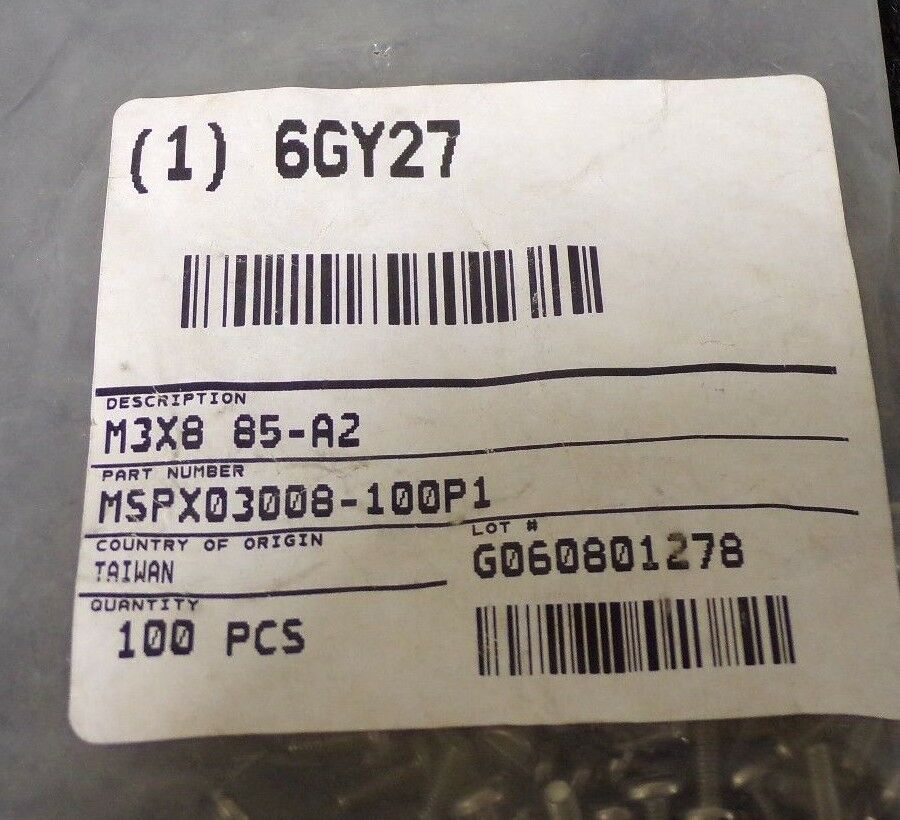 (1) 6GY27
DESCRIPTION
M3X8 85-A2
PART NUMBER
MSPX03008-100P1
COUNTRY OF ORIGIN
TAIWAN
LOT #
G060801278
QUANTITY
100 PCS